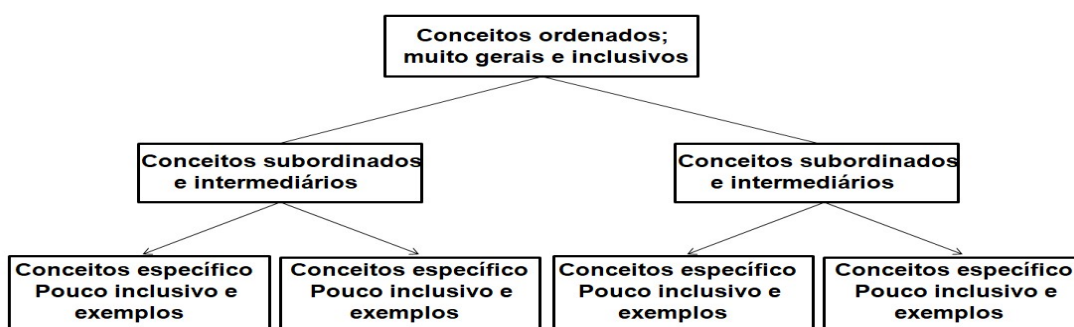 Conceitos ordenados;
muito gerais e inclusivos
Conceitos subordinados
e intermediários
Conceitos subordinados
e intermediários
Conceitos específico
Pouco inclusivo e
exemplos
Conceitos específico
Pouco inclusivo e
exemplos
Conceitos específico
Pouco inclusivo e
exemplos
Conceitos específico
Pouco inclusivo e
exemplos